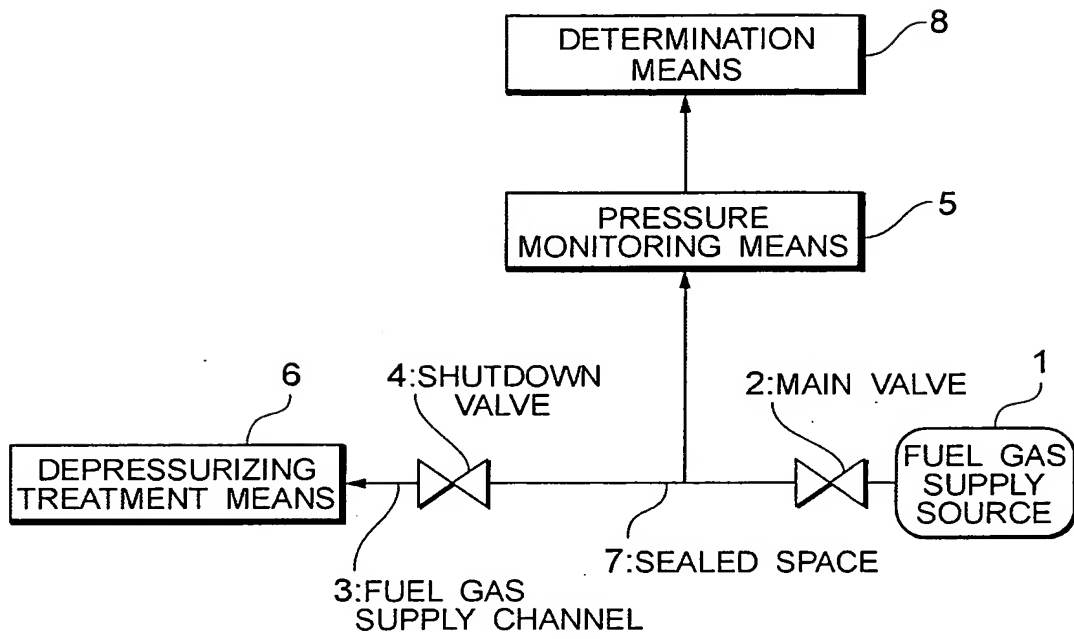 8
DETERMINATION
MEANS
5
PRESSURE
MONITORING MEANS
6
4:SHUTDOWN
VALVE
2:MAIN VALVE
1
DEPRESSURIZING
TREATMENT MEANS
FUEL GAS
SUPPLY
SOURCE
7:SEALED SPACE
3:FUEL GAS
SUPPLY CHANNEL